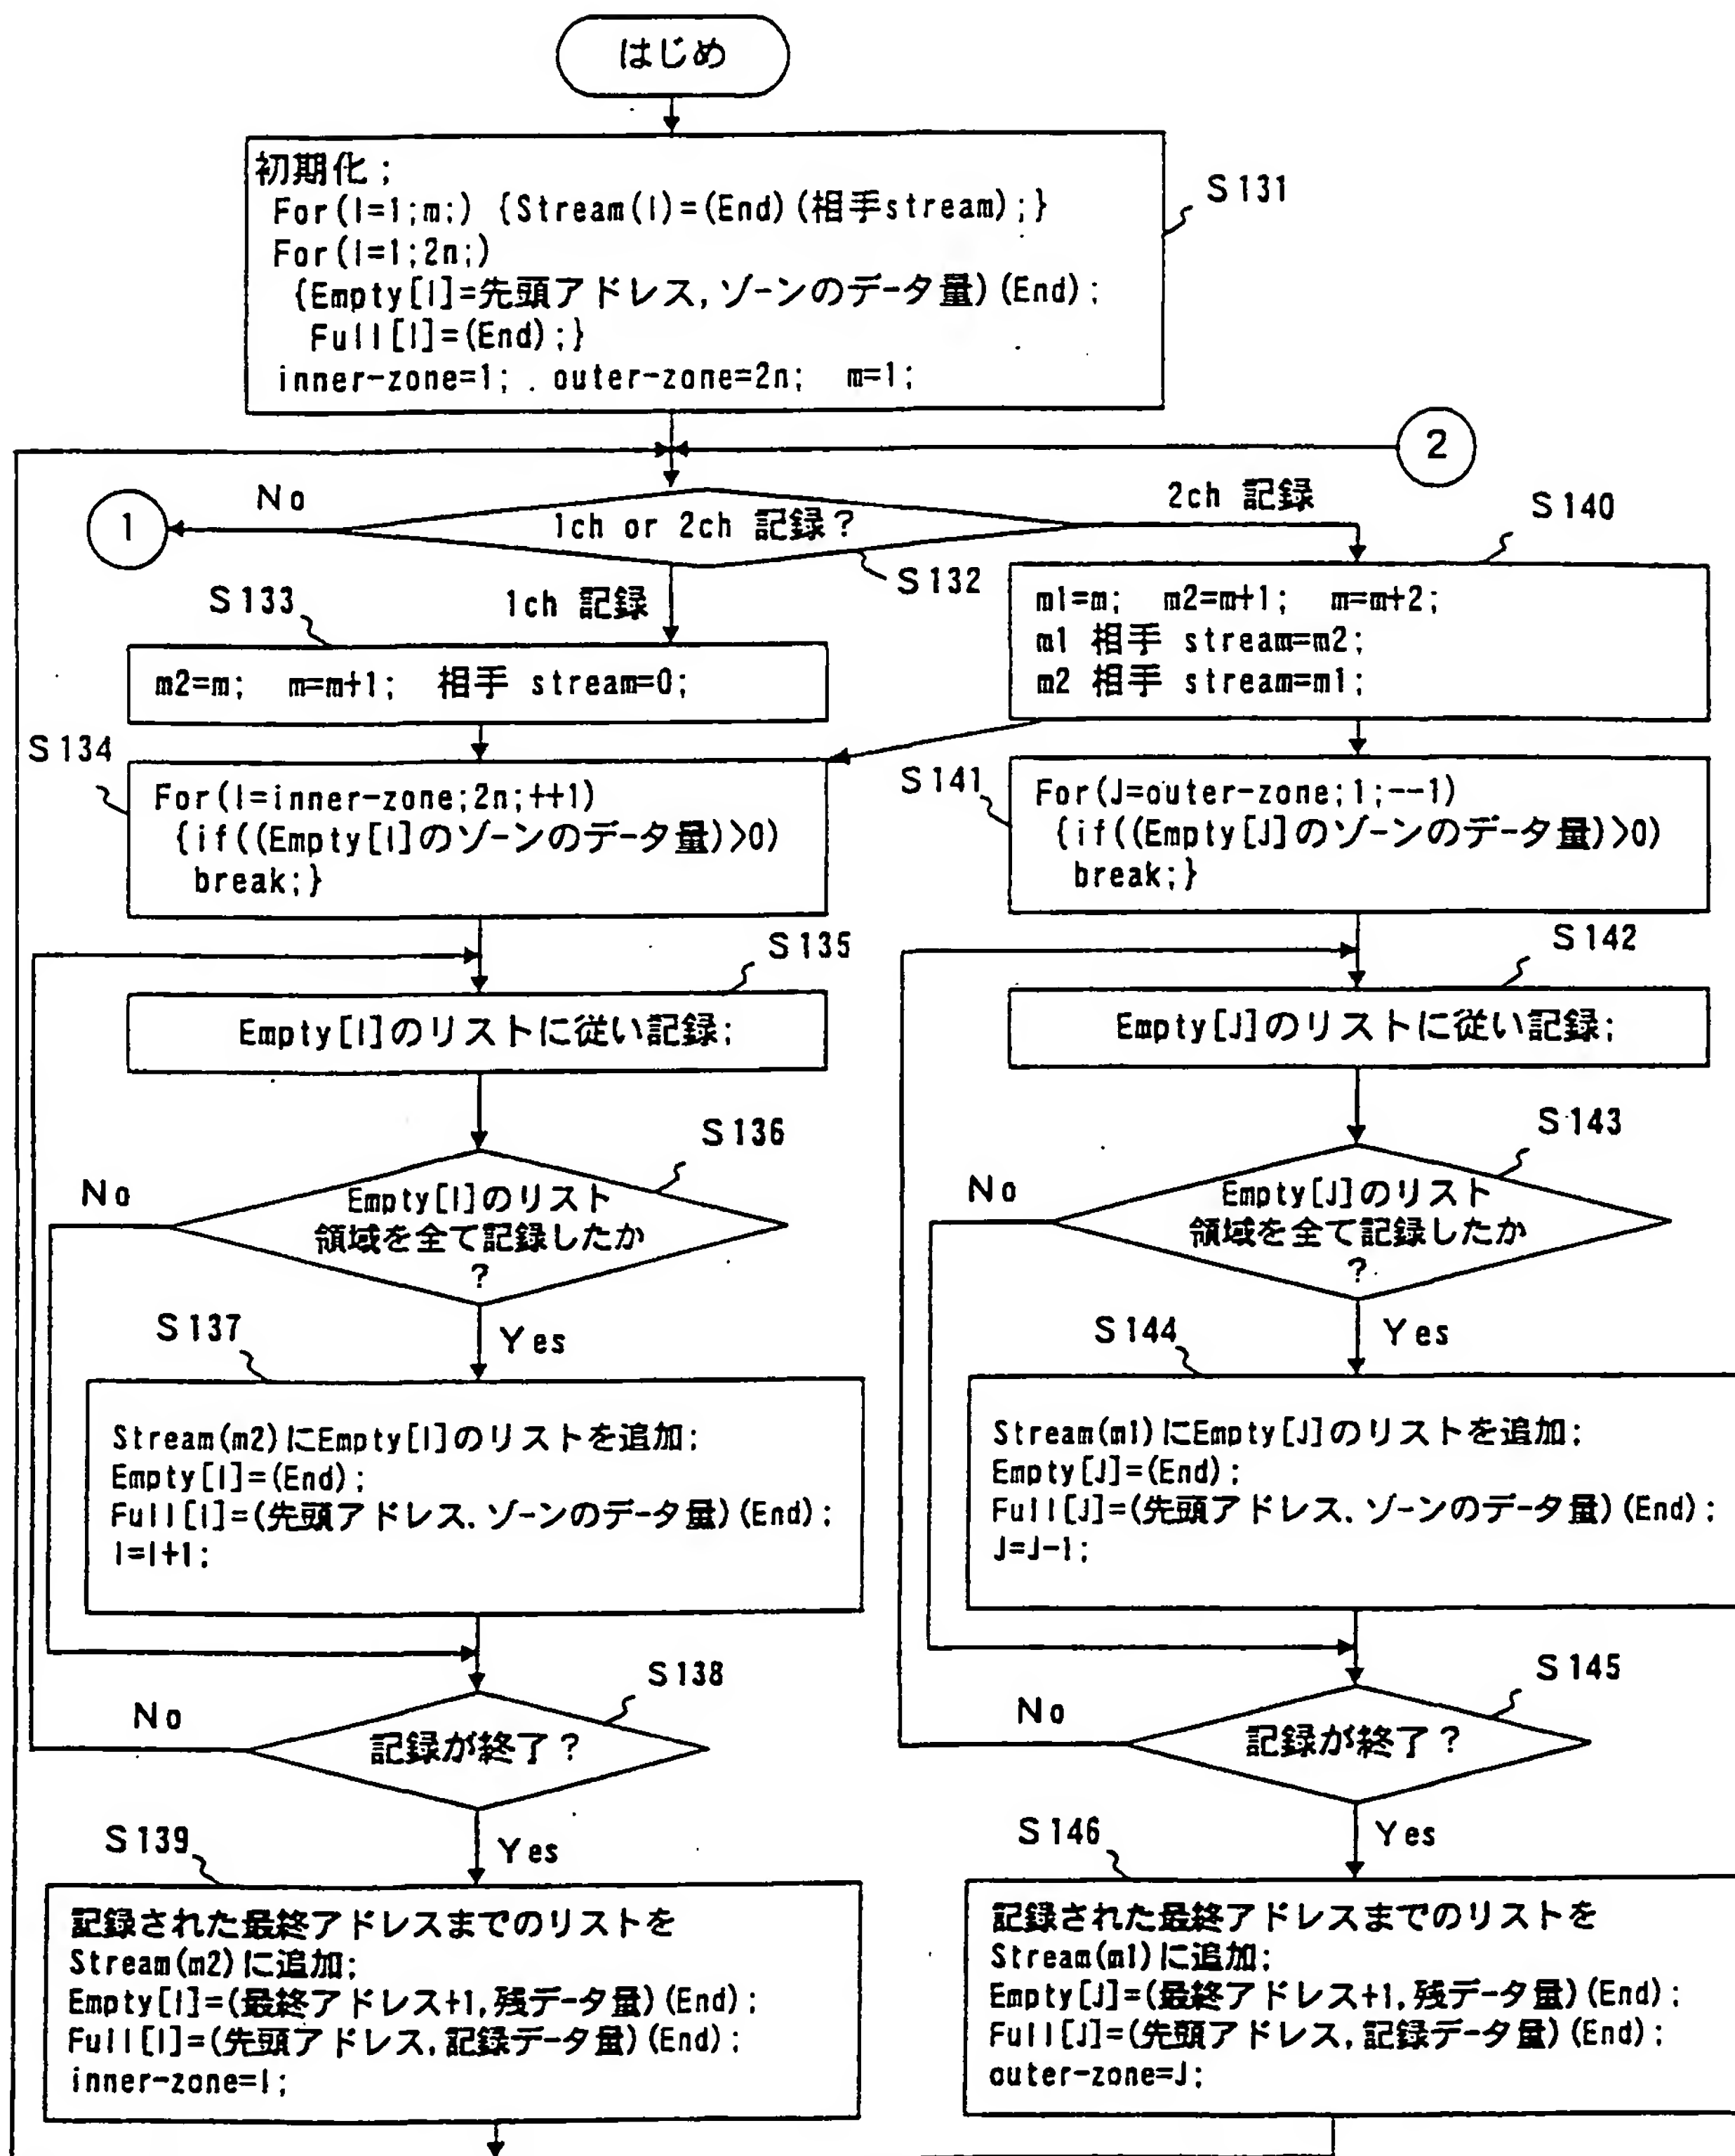 はじめ
初期化;
For(I=1;m;) {Stream(I)=(End)(相手stream);}
For(I=1;2n;)
{Empty[I]=先頭アドレス,ゾーンのデータ量)(End);
Full[I]=(End);}
inner-zone=1; outer-zone=2n; m=1;
S131
2
No
1
1ch or 2ch 記録?
S132
2ch 記録
S140
S133
1ch 記録
m2=m; m=m+1; 相手 stream=0;
m1=m; m2=m+1; m=m+2;
m1 相手 stream=m2;
m2 相手 stream=m1;
S134
For(I=inner-zone;2n;++1)
{if((Empty[I]のゾーンのデータ量)>0)
break;}
S141
For(J=outer-zone;1;--1)
{if((Empty[J]のゾーンのデータ量)>0)
break;}
S135
Empty[I]のリストに従い記録;
S142
Empty[J]のリストに従い記録;
S136
No
Empty[I]のリスト
領域を全て記録したか
?
Yes
S143
No
Empty[J]のリスト
領域を全て記録したか
?
Yes
S137
Stream(m2)にEmpty[I]のリストを追加;
Empty[I]=(End);
Full[I]=(先頭アドレス,ゾーンのデータ量)(End);
I=I+1;
S144
Stream(m1)にEmpty[J]のリストを追加;
Empty[J]=(End);
Full[J]=(先頭アドレス,ゾーンのデータ量)(End);
J=J-1;
S138
No
記録が終了?
Yes
S145
No
記録が終了?
Yes
S139
記録された最終アドレスまでのリストを
Stream(m2)に追加;
Empty[I]=(最終アドレス+1,残データ量)(End);
Full[I]=(先頭アドレス,記録データ量)(End);
inner-zone=I;
S146
記録された最終アドレスまでのリストを
Stream(m1)に追加;
Empty[J]=(最終アドレス+1,残データ量)(End);
Full[J]=(先頭アドレス,記録データ量)(End);
outer-zone=J;